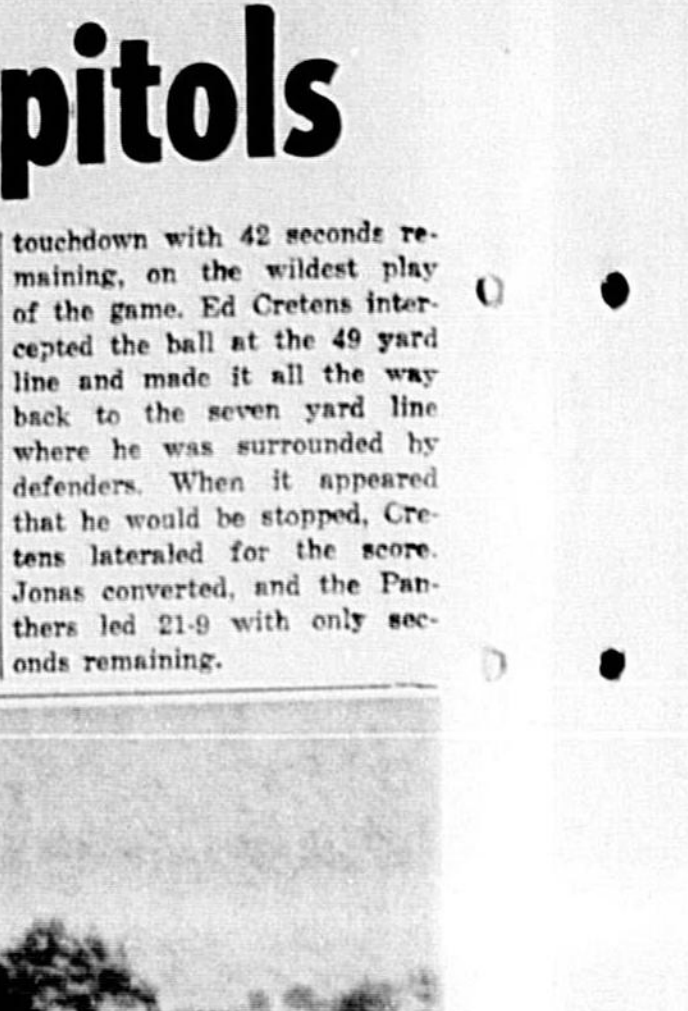 pitols
touchdown with 42 seconds re-
maining, on the wildest play
of the game. Ed Cretens inter-
cepted the ball at the 49 yard
line and made it all the way
back to the seven yard line
where he was surrounded by
defenders. When it appeared
that he would be stopped, Cre-
tens lateraled for the score.
Jonas converted, and the Pan-
thers led 21-9 with only sec-
onds remaining.